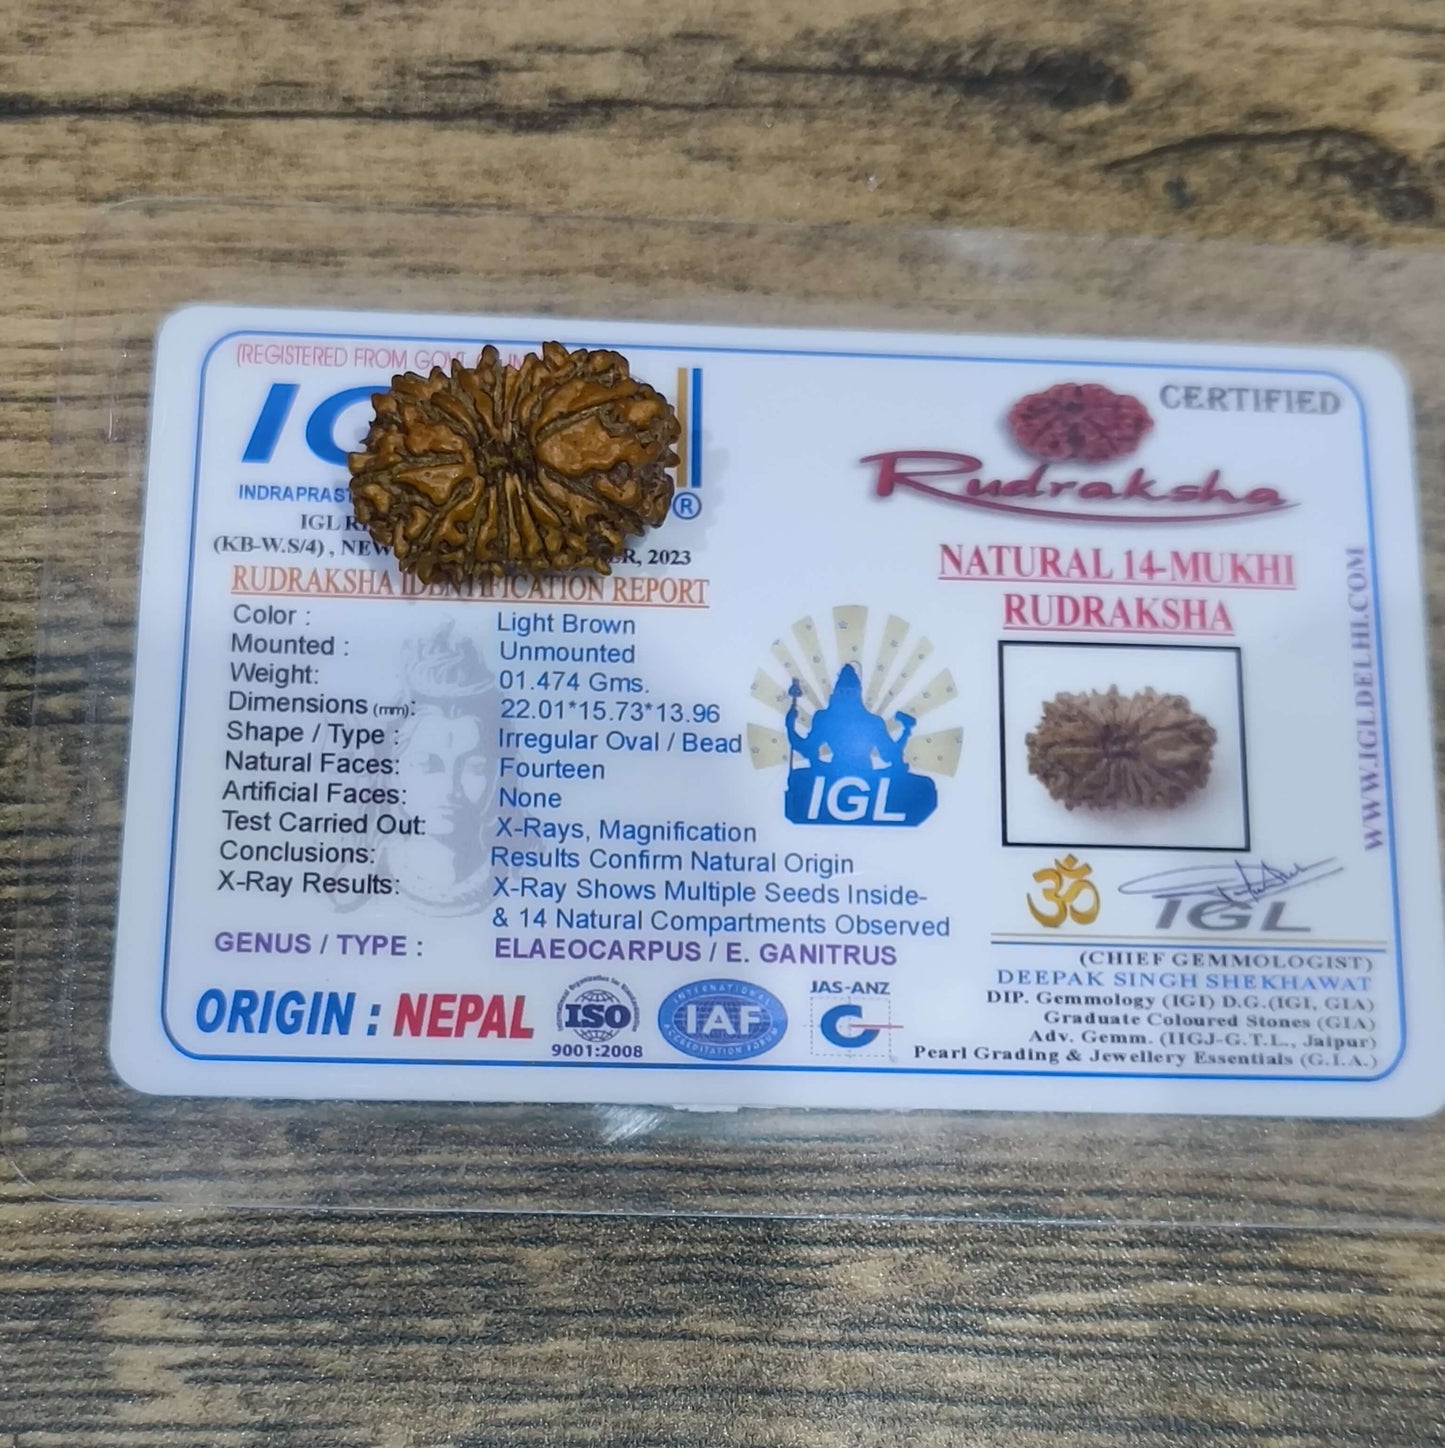 (REGISTERED FROM GOVT.
INDRAPRAST
®
IGL
(KB-W.S/4) , NEW
2023
RUDRAKSHA IDENTIFICATION REPORT
Color : Light Brown
Mounted : Unmounted
Weight: 01.474 Gms.
Dimensions (mm): 22.01*15.73*13.96
Shape / Type : Irregular Oval / Bead
Natural Faces: Fourteen
Artificial Faces: None
Test Carried Out: X-Rays, Magnification
Conclusions: Results Confirm Natural Origin
X-Ray Results: X-Ray Shows Multiple Seeds Inside-
& 14 Natural Compartments Observed
GENUS / TYPE : ELAEOCARPUS / E. GANITRUS
ORIGIN : NEPAL
ISO
9001:2008
INTERNATIONAL
IAF
ACCREDITATION FORUM
JAS-ANZ
IGL
CERTIFIED
Rudraksha
NATURAL 14-MUKHI
RUDRAKSHA
WWW.IGLDELHI.COM
ॐ
IGL
(CHIEF GEMMOLOGIST)
DEEPAK SINGH SHEKHAWAT
DIP. Gemmology (IGI) D.G.(IGI, GIA)
Graduate Coloured Stones (GIA)
Adv. Gemm. (IIGJ-G.T.L., Jaipur)
Pearl Grading & Jewellery Essentials (G.I.A.)